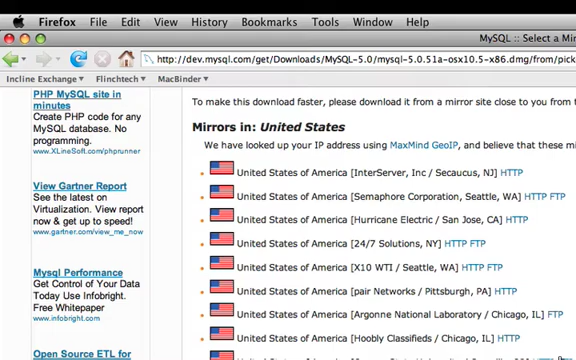 Firefox File Edit View History Bookmarks Tools Window Help
MySQL :: Select a Mi
http://dev.mysql.com/get/Downloads/MySQL-5.0/mysql-5.0.51a-osx10.5-x86.dmg/from/pick
Incline Exchange Flinchtech MacBinder
PHP MySQL site in
minutes
Create PHP code for any
MySQL database. No
programming.
www.XLineSoft.com/phprunner
View Gartner Report
See the latest on
Virtualization. View report
now & get up to speed!
www.gartner.com/view_me_now
Mysql Performance
Get Control of Your Data
Today Use Infobright.
Free Whitepaper
www.infobright.com
Open Source ETL for
To make this download faster, please download it from a mirror site close to you from
Mirrors in: United States
We have looked up your IP address using MaxMind GeoIP, and believe that these mi
United States of America [InterServer, Inc / Secaucus, NJ] HTTP
United States of America [Semaphore Corporation, Seattle, WA] HTTP FTP
United States of America [Hurricane Electric / San Jose, CA] HTTP
United States of America [24/7 Solutions, NY] HTTP FTP
United States of America [X10 WTI / Seattle, WA] HTTP FTP
United States of America [pair Networks / Pittsburgh, PA] HTTP
United States of America [Argonne National Laboratory / Chicago, IL] FTP
United States of America [Hoobly Classifieds / Chicago, IL] HTTP